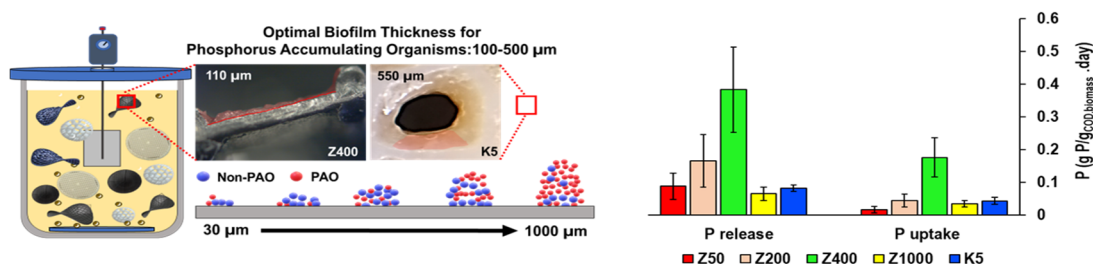 Optimal Biofilm Thickness for
Phosphorus Accumulating Organisms:100-500 µm
110 µm
Z400
550 µm
K5
Non-PAO
PAO
30 µm
1000 µm
0.6
0.5
0.4
0.3
0.2
0.1
0
P (g P/gCOD.biomass · day)
P release
P uptake
Z50
Z200
Z400
Z1000
K5